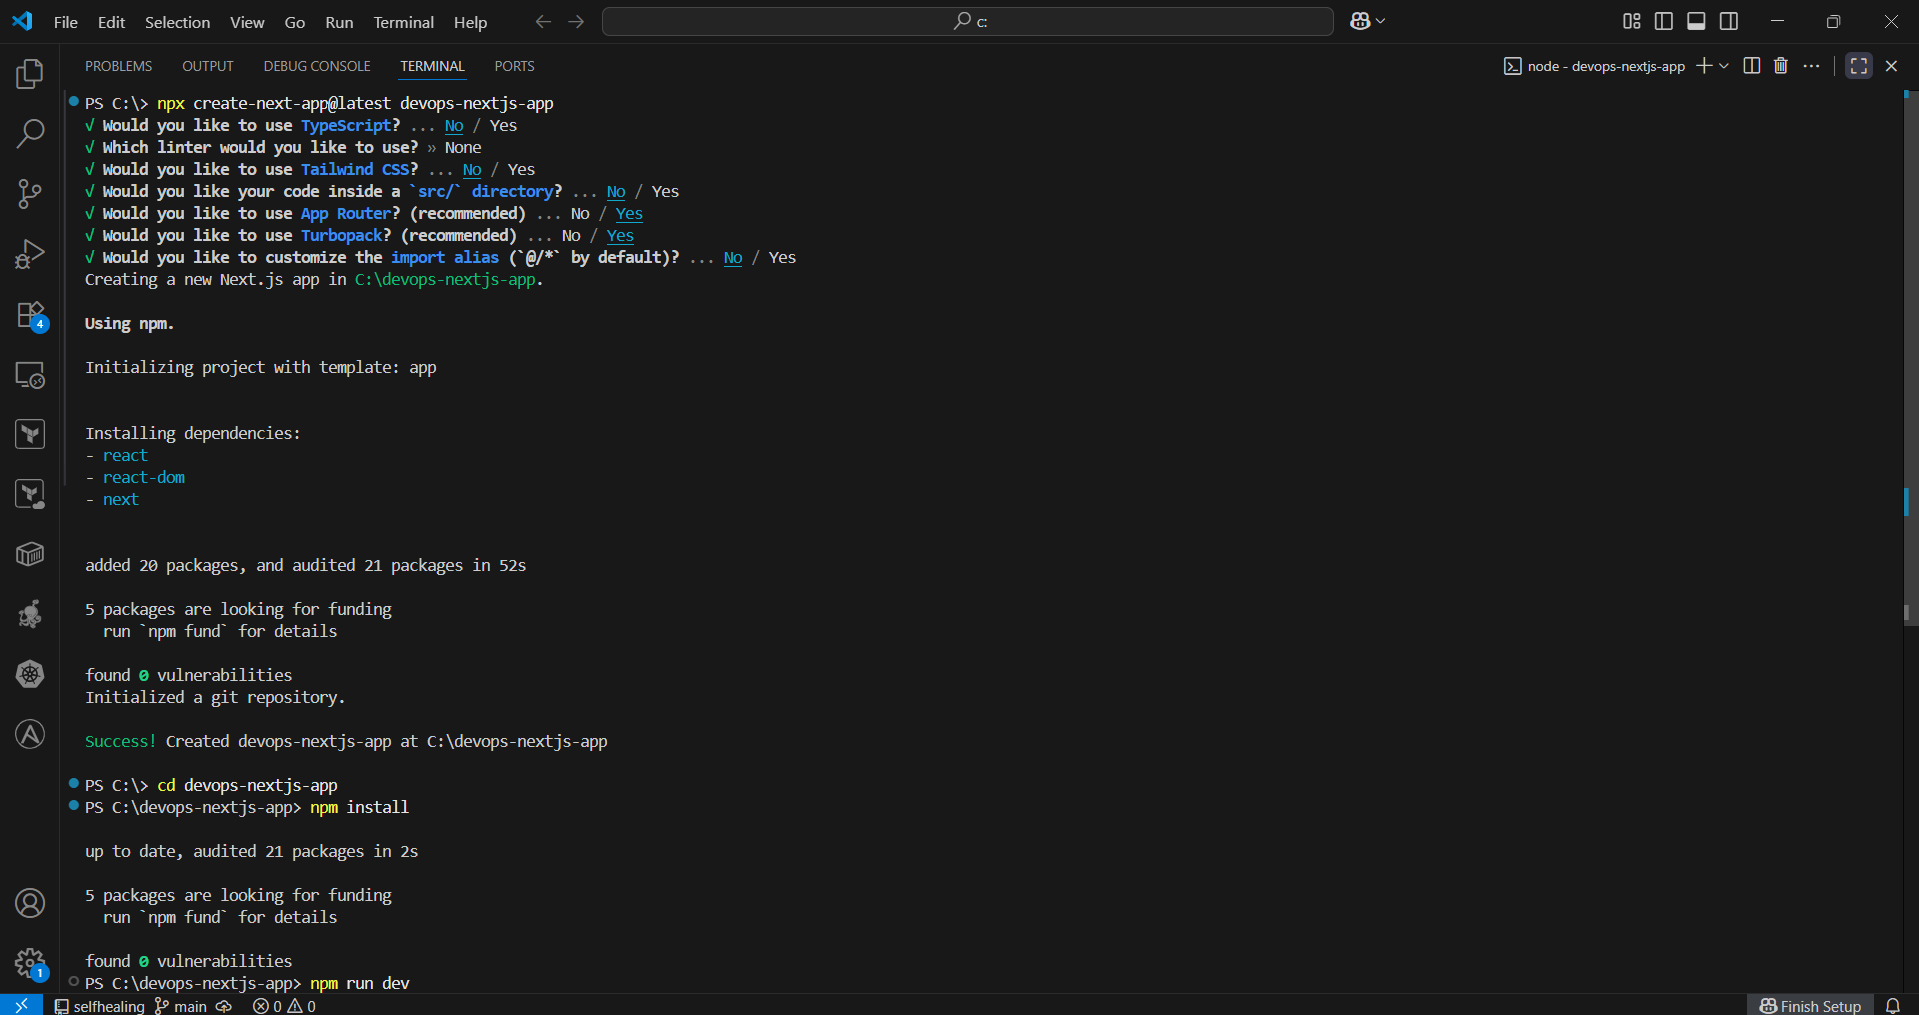 File Edit Selection View Go Run Terminal Help
c:
PROBLEMS OUTPUT DEBUG CONSOLE TERMINAL PORTS
node - devops-nextjs-app
PS C:\> npx create-next-app@latest devops-nextjs-app
√ Would you like to use TypeScript? ... No / Yes
√ Which linter would you like to use? » None
√ Would you like to use Tailwind CSS? ... No / Yes
√ Would you like your code inside a `src/` directory? ... No / Yes
√ Would you like to use App Router? (recommended) ... No / Yes
√ Would you like to use Turbopack? (recommended) ... No / Yes
√ Would you like to customize the import alias (`@/*` by default)? ... No / Yes
Creating a new Next.js app in C:\devops-nextjs-app.
Using npm.
Initializing project with template: app
Installing dependencies:
- react
- react-dom
- next
added 20 packages, and audited 21 packages in 52s
5 packages are looking for funding
run `npm fund` for details
found 0 vulnerabilities
Initialized a git repository.
Success! Created devops-nextjs-app at C:\devops-nextjs-app
PS C:\> cd devops-nextjs-app
PS C:\devops-nextjs-app> npm install
up to date, audited 21 packages in 2s
5 packages are looking for funding
run `npm fund` for details
found 0 vulnerabilities
PS C:\devops-nextjs-app> npm run dev
4
1
selfhealing main 0 0 Finish Setup